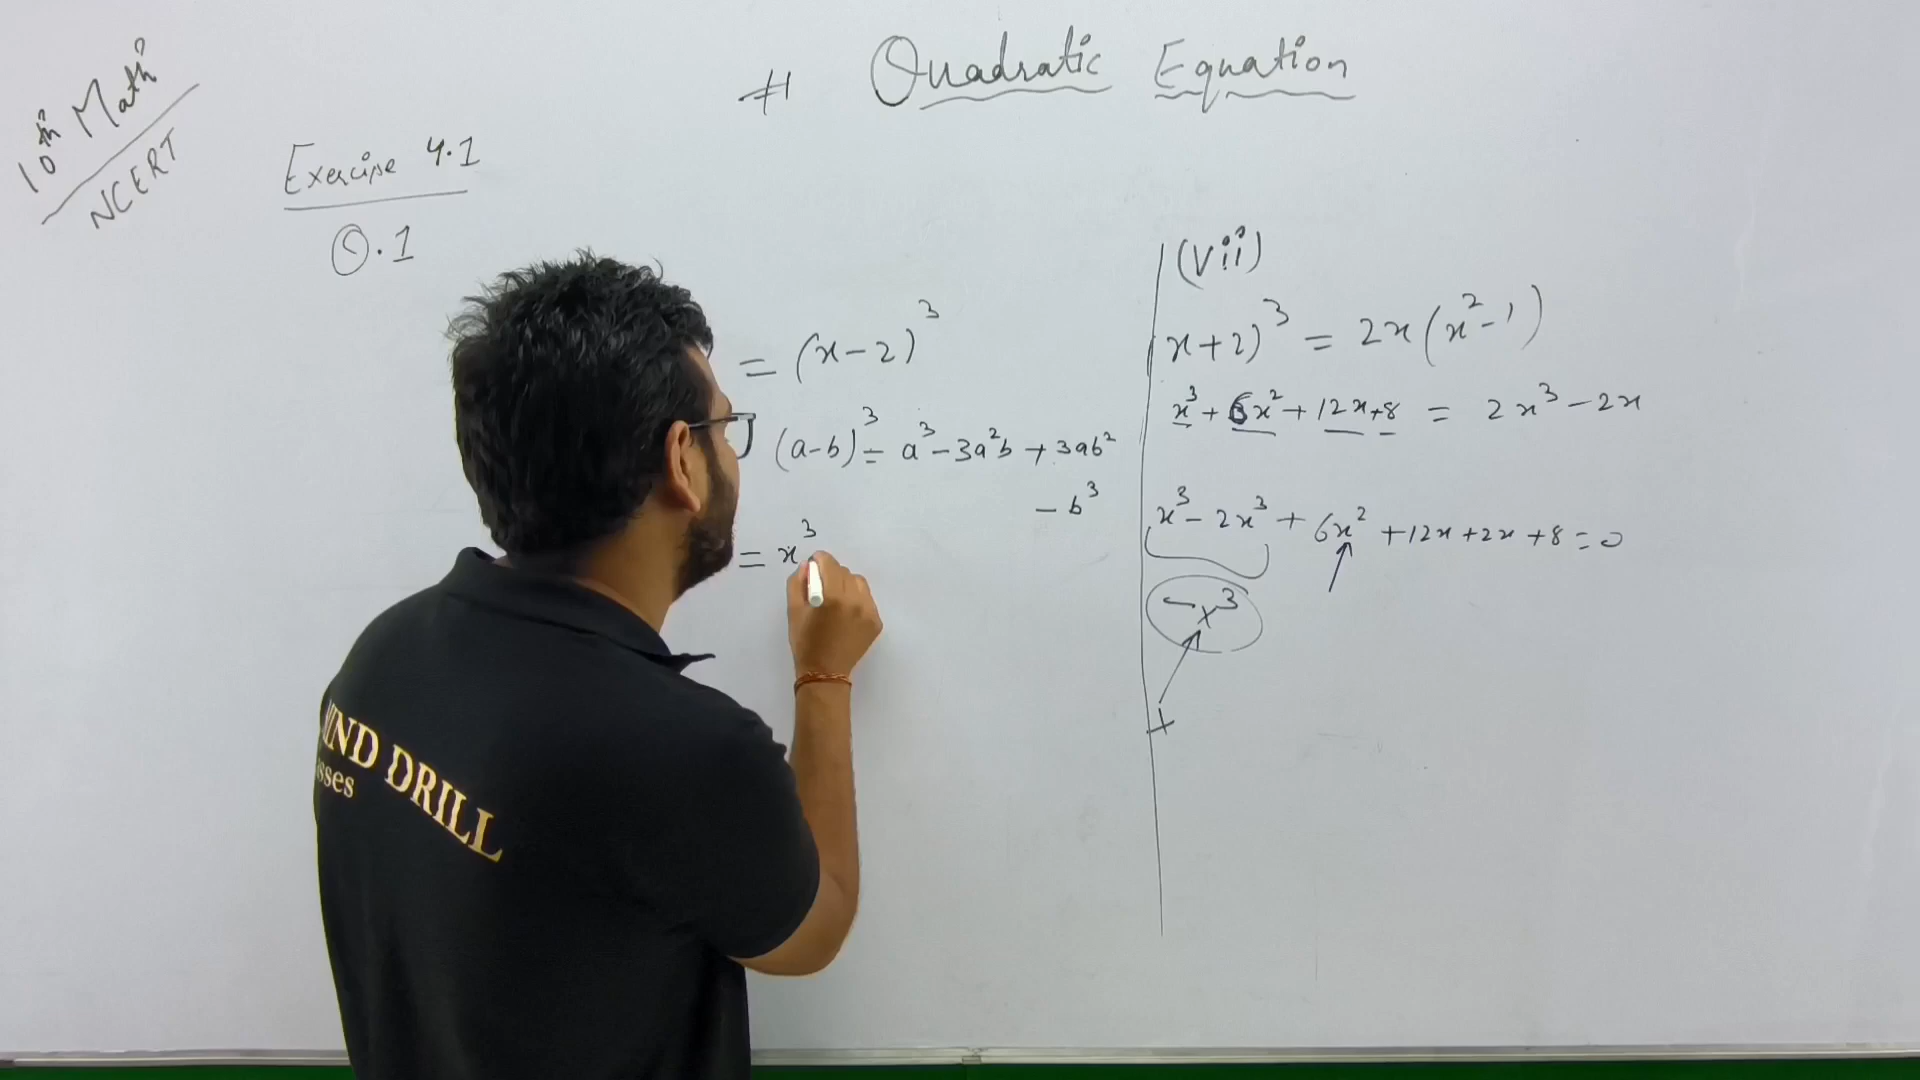 # Quadratic Equation
10th Math
NCERT
Exercise 4.1
Q.1
= (x-2)³
(a-b)³ = a³ - 3a²b + 3ab²
- b³
= x³
(vii)
x+2)³ = 2x(x²-1)
x³ + 6x² + 12x + 8 = 2x³ - 2x
x³ - 2x³ + 6x² + 12x + 2x + 8 = 0
-x³
+
MIND DRILL
sses